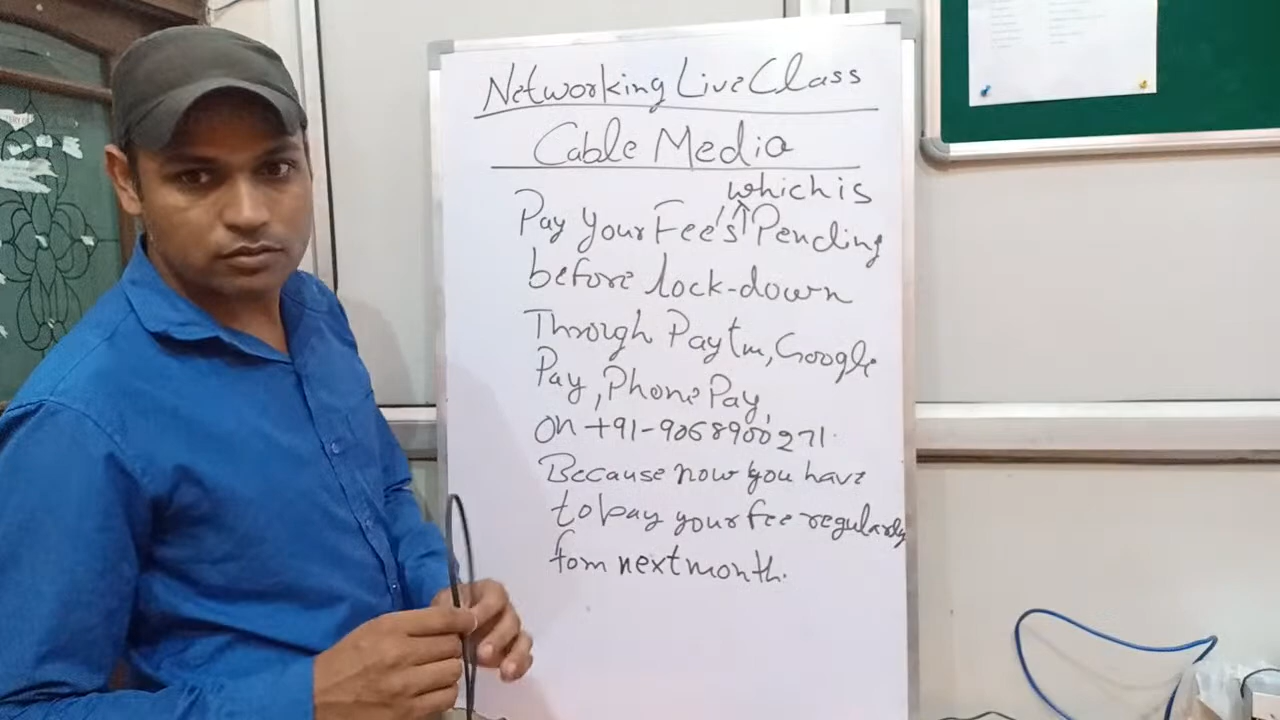 Networking Live Class
Cable Media
which is
Pay your Fee's ↑ Pending
before lock-down
Through Paytm, Google
Pay, Phone Pay,
on +91-9068900271.
Because now you have
to pay your fee regularly
fom next month.